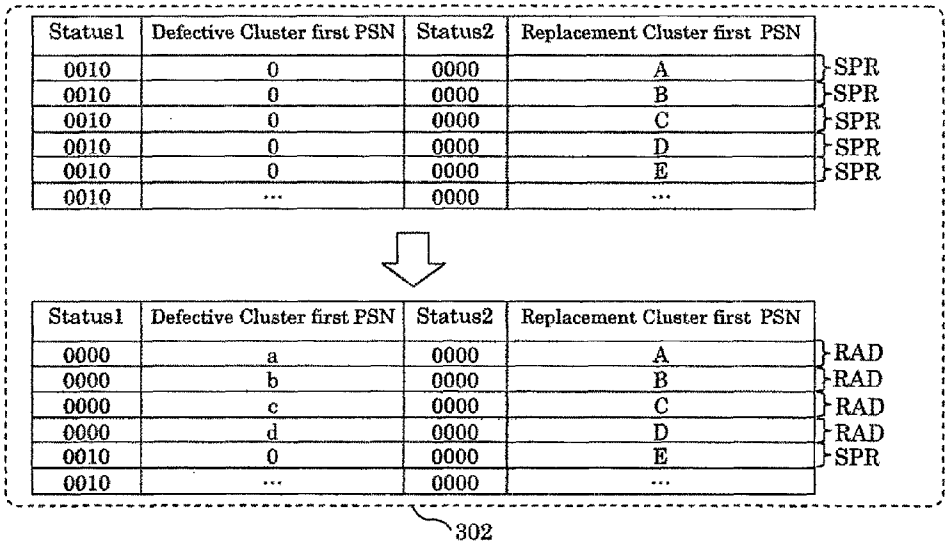 Status1 Defective Cluster first PSN Status2 Replacement Cluster first PSN
0010 0 0000 A SPR
0010 0 0000 B SPR
0010 0 0000 C SPR
0010 0 0000 D SPR
0010 0 0000 E SPR
0010 ... 0000 ...
Status1 Defective Cluster first PSN Status2 Replacement Cluster first PSN
0000 a 0000 A RAD
0000 b 0000 B RAD
0000 c 0000 C RAD
0000 d 0000 D RAD
0010 0 0000 E SPR
0010 ... 0000 ...
302